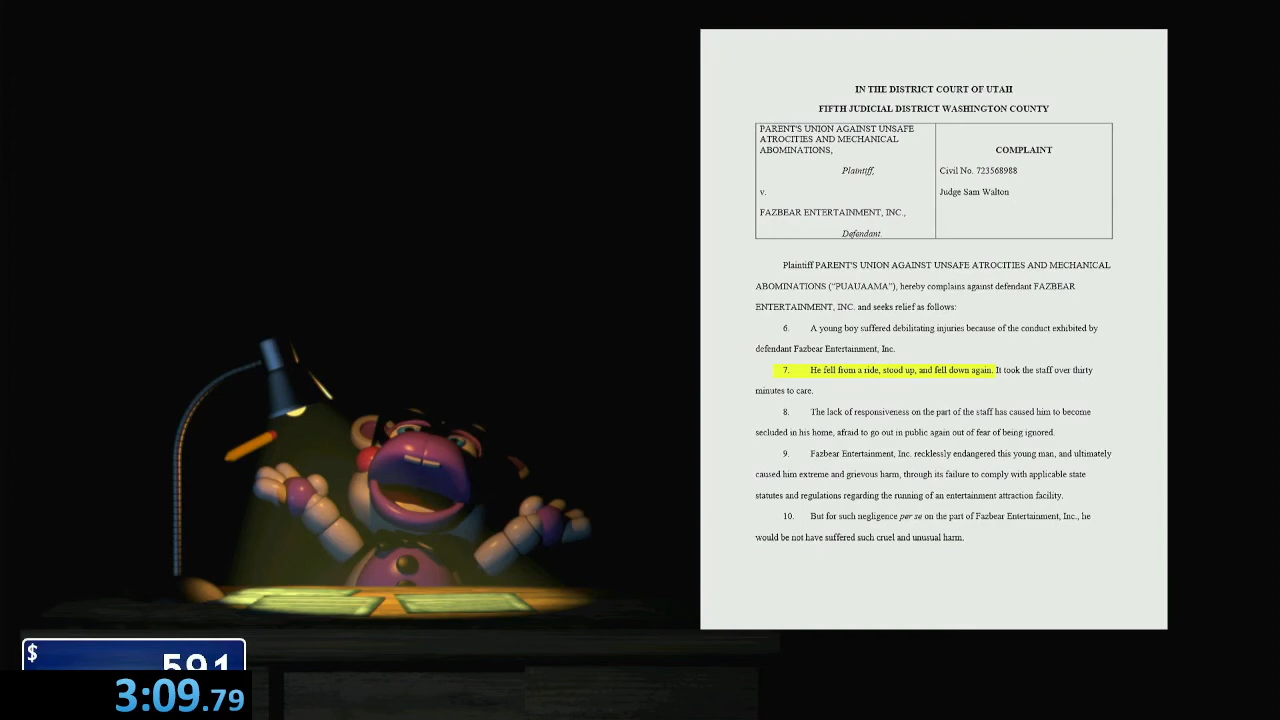 IN THE DISTRICT COURT OF UTAH
FIFTH JUDICIAL DISTRICT WASHINGTON COUNTY
PARENT'S UNION AGAINST UNSAFE
ATROCITIES AND MECHANICAL
ABOMINATIONS,
Plaintiff,
v.
FAZBEAR ENTERTAINMENT, INC.,
Defendant.
COMPLAINT
Civil No. 723568988
Judge Sam Walton
Plaintiff PARENT'S UNION AGAINST UNSAFE ATROCITIES AND MECHANICAL
ABOMINATIONS ("PUAUAAMA"), hereby complains against defendant FAZBEAR
ENTERTAINMENT, INC. and seeks relief as follows:
6. A young boy suffered debilitating injuries because of the conduct exhibited by
defendant Fazbear Entertainment, Inc.
7. He fell from a ride, stood up, and fell down again. It took the staff over thirty
minutes to care.
8. The lack of responsiveness on the part of the staff has caused him to become
secluded in his home, afraid to go out in public again out of fear of being ignored.
9. Fazbear Entertainment, Inc. recklessly endangered this young man, and ultimately
caused him extreme and grievous harm, through its failure to comply with applicable state
statutes and regulations regarding the running of an entertainment attraction facility.
10. But for such negligence per se on the part of Fazbear Entertainment, Inc., he
would be not have suffered such cruel and unusual harm.
$ 591
3:09.79